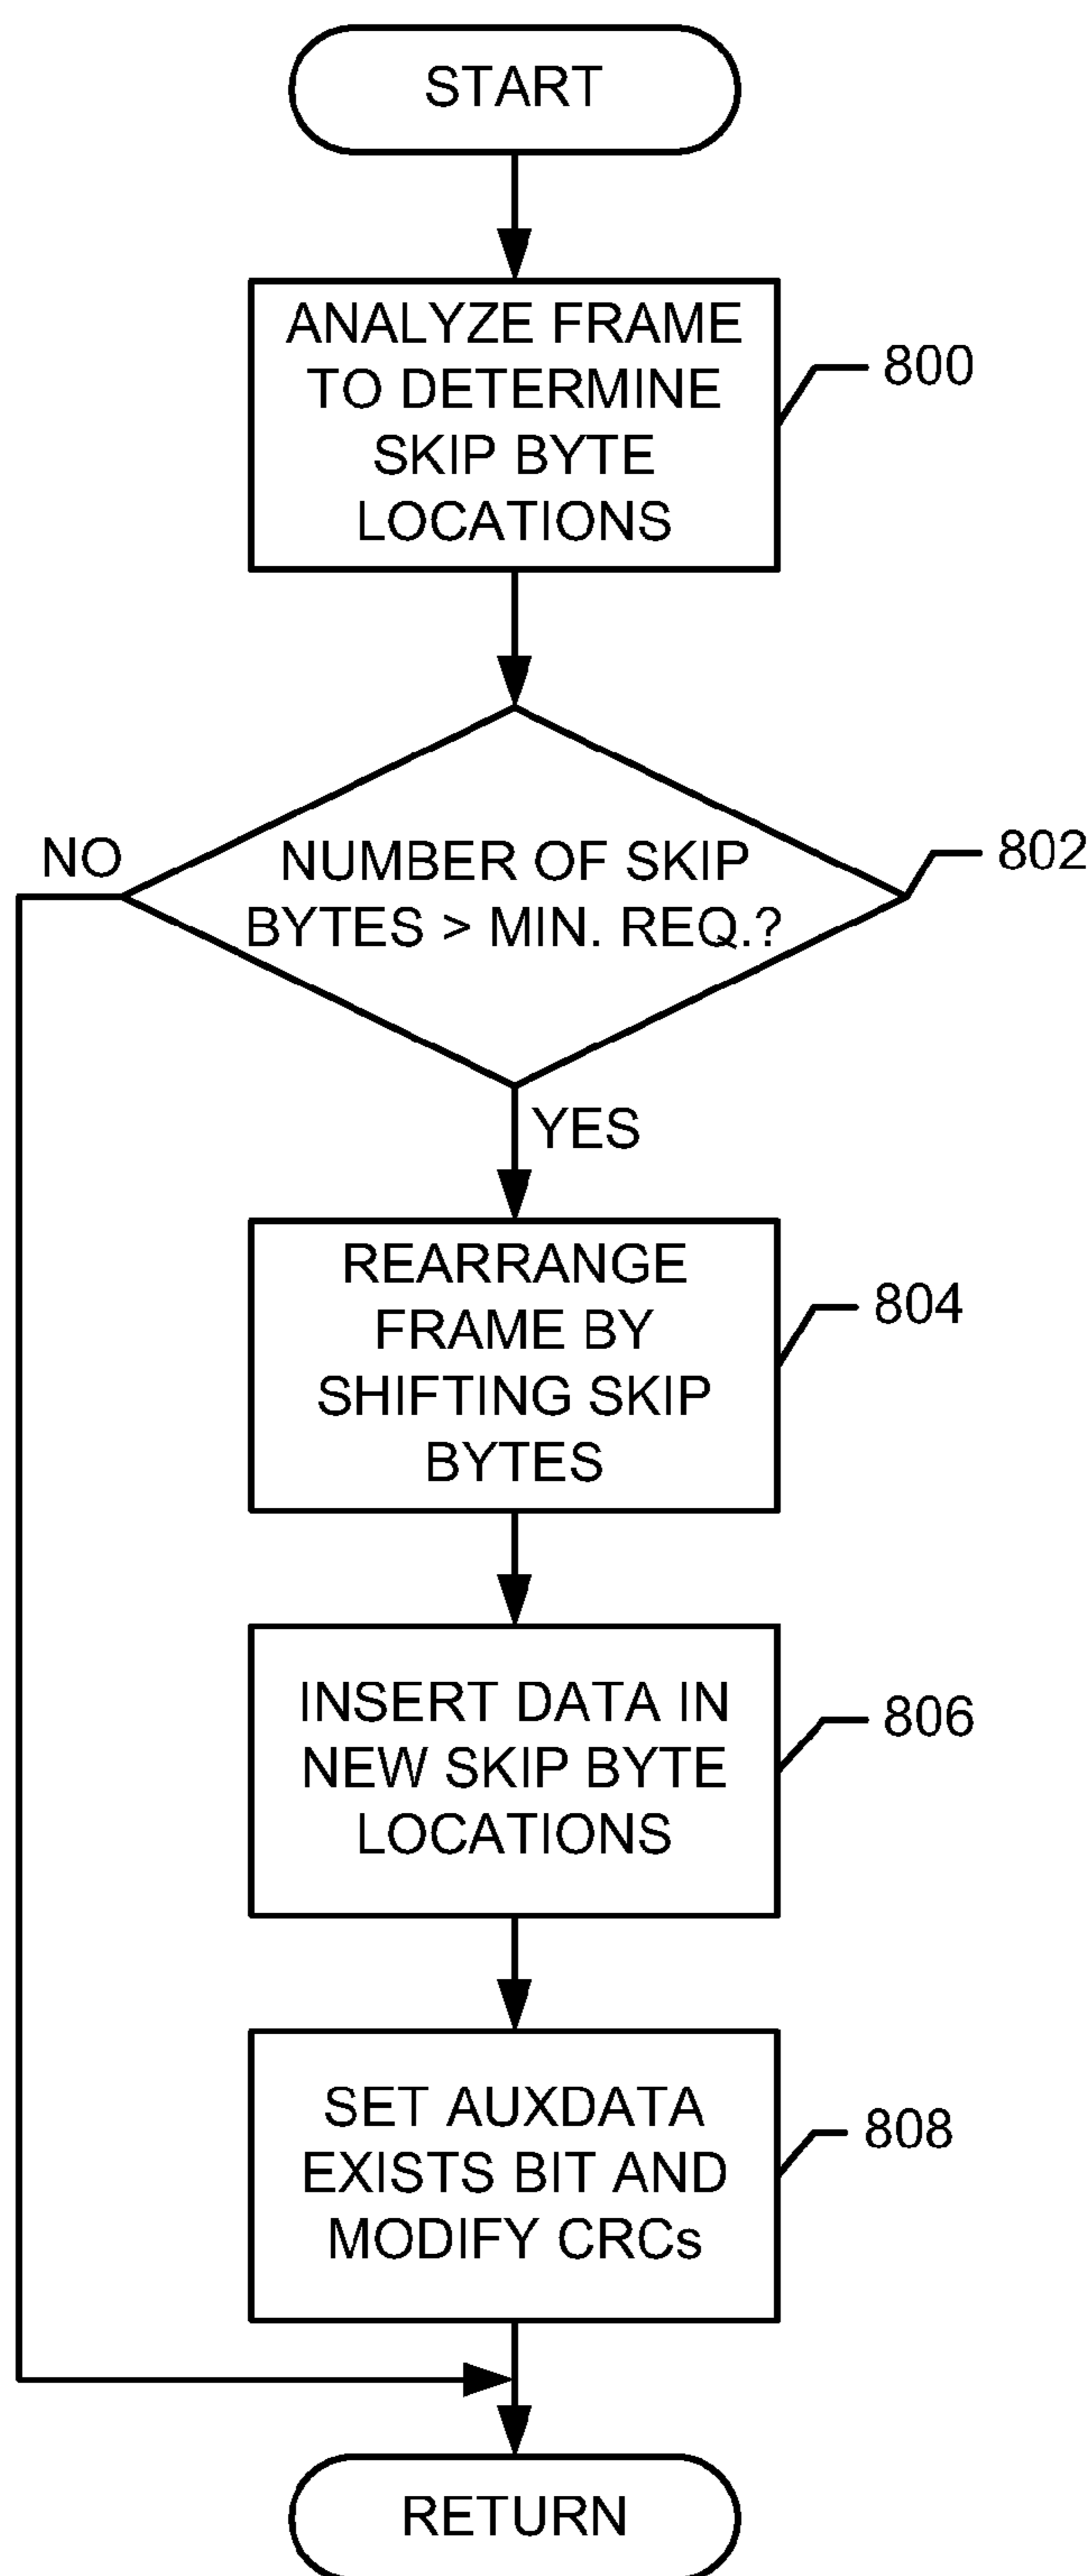 START
ANALYZE FRAME
TO DETERMINE
SKIP BYTE
LOCATIONS
800
NUMBER OF SKIP
BYTES > MIN. REQ.?
802
NO
YES
REARRANGE
FRAME BY
SHIFTING SKIP
BYTES
804
INSERT DATA IN
NEW SKIP BYTE
LOCATIONS
806
SET AUXDATA
EXISTS BIT AND
MODIFY CRCs
808
RETURN